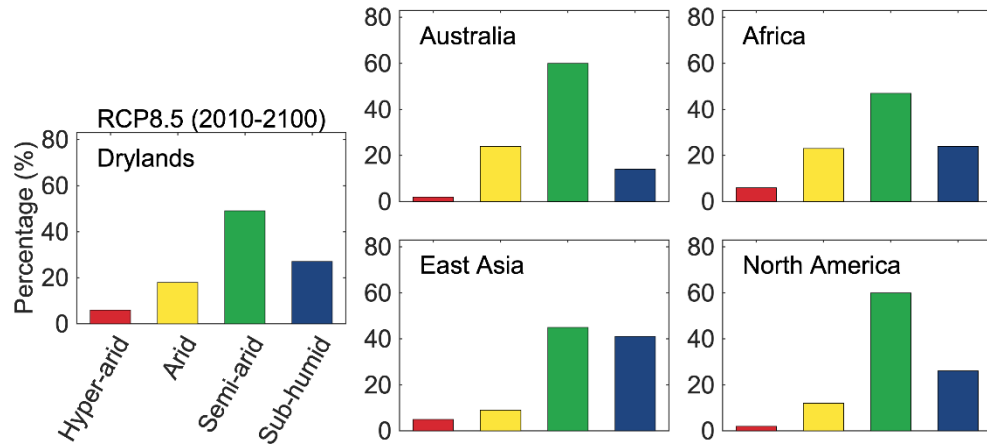 RCP8.5 (2010-2100)
Drylands
Percentage (%)
80
60
40
20
0
Hyper-arid
Arid
Semi-arid
Sub-humid
Australia
80
60
40
20
0
Africa
80
60
40
20
0
East Asia
80
60
40
20
0
North America
80
60
40
20
0